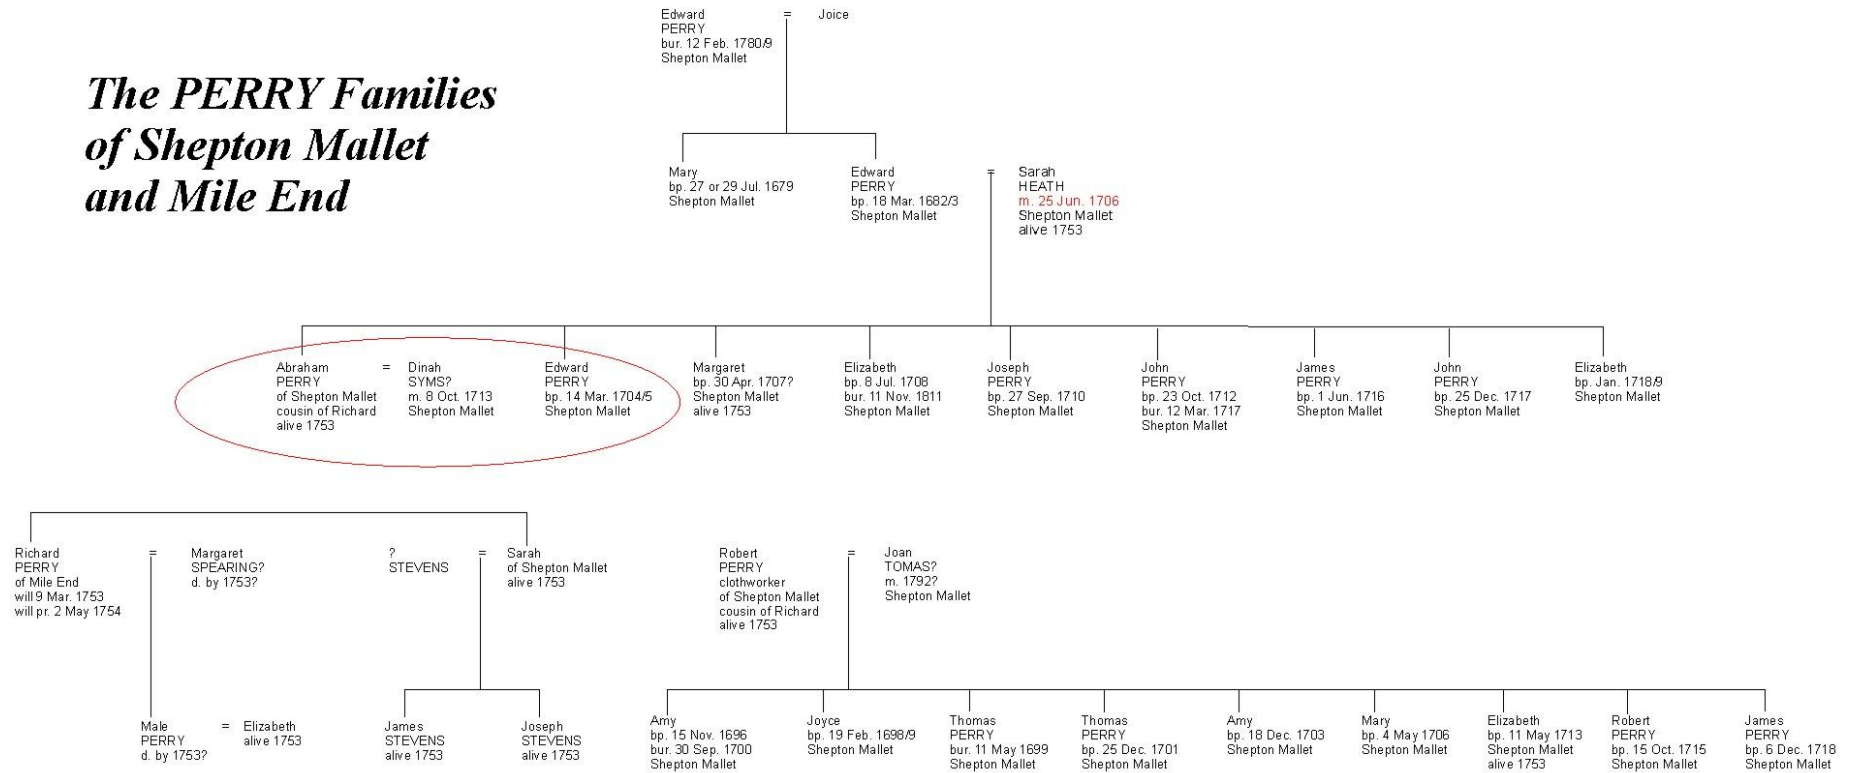 The PERRY Families
of Shepton Mallet
and Mile End
Edward = Joice
PERRY
bur. 12 Feb. 1780/9
Shepton Mallet
Mary
bp. 27 or 29 Jul. 1679
Shepton Mallet
Edward =
PERRY
bp. 18 Mar. 1682/3
Shepton Mallet
Sarah
HEATH
m. 25 Jun. 1706
Shepton Mallet
alive 1753
Abraham =
PERRY
of Shepton Mallet
cousin of Richard
alive 1753
Dinah
SYMS?
m. 8 Oct. 1713
Shepton Mallet
Edward
PERRY
bp. 14 Mar. 1704/5
Shepton Mallet
Margaret
bp. 30 Apr. 1707?
Shepton Mallet
alive 1753
Elizabeth
bp. 8 Jul. 1708
bur. 11 Nov. 1811
Shepton Mallet
Joseph
PERRY
bp. 27 Sep. 1710
Shepton Mallet
John
PERRY
bp. 23 Oct. 1712
bur. 12 Mar. 1717
Shepton Mallet
James
PERRY
bp. 1 Jun. 1716
Shepton Mallet
John
PERRY
bp. 25 Dec. 1717
Shepton Mallet
Elizabeth
bp. Jan. 1718/9
Shepton Mallet
Richard =
PERRY
of Mile End
will 9 Mar. 1753
will pr. 2 May 1754
Margaret
SPEARING?
d. by 1753?
? =
STEVENS
Sarah
of Shepton Mallet
alive 1753
Robert =
PERRY
clothworker
of Shepton Mallet
cousin of Richard
alive 1753
Joan
TOMAS?
m. 1792?
Shepton Mallet
Male =
PERRY
d. by 1753?
Elizabeth
alive 1753
James
STEVENS
alive 1753
Joseph
STEVENS
alive 1753
Amy
bp. 15 Nov. 1696
bur. 30 Sep. 1700
Shepton Mallet
Joyce
bp. 19 Feb. 1698/9
Shepton Mallet
Thomas
PERRY
bur. 11 May 1699
Shepton Mallet
Thomas
PERRY
bp. 25 Dec. 1701
Shepton Mallet
Amy
bp. 18 Dec. 1703
Shepton Mallet
Mary
bp. 4 May 1706
Shepton Mallet
Elizabeth
bp. 11 May 1713
Shepton Mallet
alive 1753
Robert
PERRY
bp. 15 Oct. 1715
Shepton Mallet
James
PERRY
bp. 6 Dec. 1718
Shepton Mallet